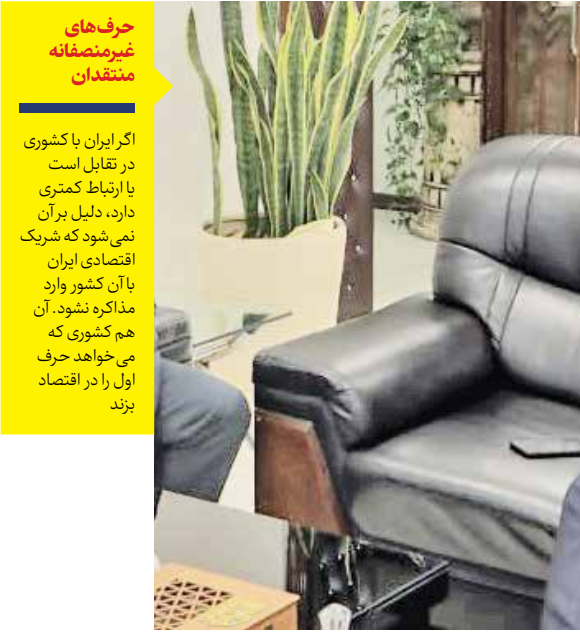 حرف‌های
غیرمنصفانه
منتقدان
اگر ایران با کشوری
در تقابل است
یا ارتباط کمتری
دارد، دلیل بر آن
نمی‌شود که شریک
اقتصادی ایران
با آن کشور وارد
مذاکره نشود. آن
هم کشوری که
می‌خواهد حرف
اول را در اقتصاد
بزند